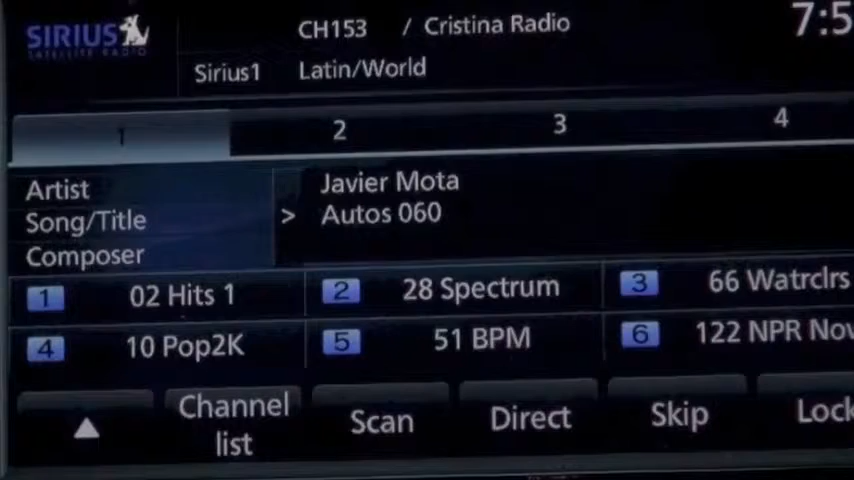 SIRIUS
SATELLITE RADIO
CH153 / Cristina Radio
7:5
Sirius1 Latin/World
1 2 3 4
Artist
Song/Title
Composer
>
Javier Mota
Autos 060
1 02 Hits 1
2 28 Spectrum
3 66 Watrclrs
4 10 Pop2K
5 51 BPM
6 122 NPR Nov
Channel list
Scan
Direct
Skip
Lock